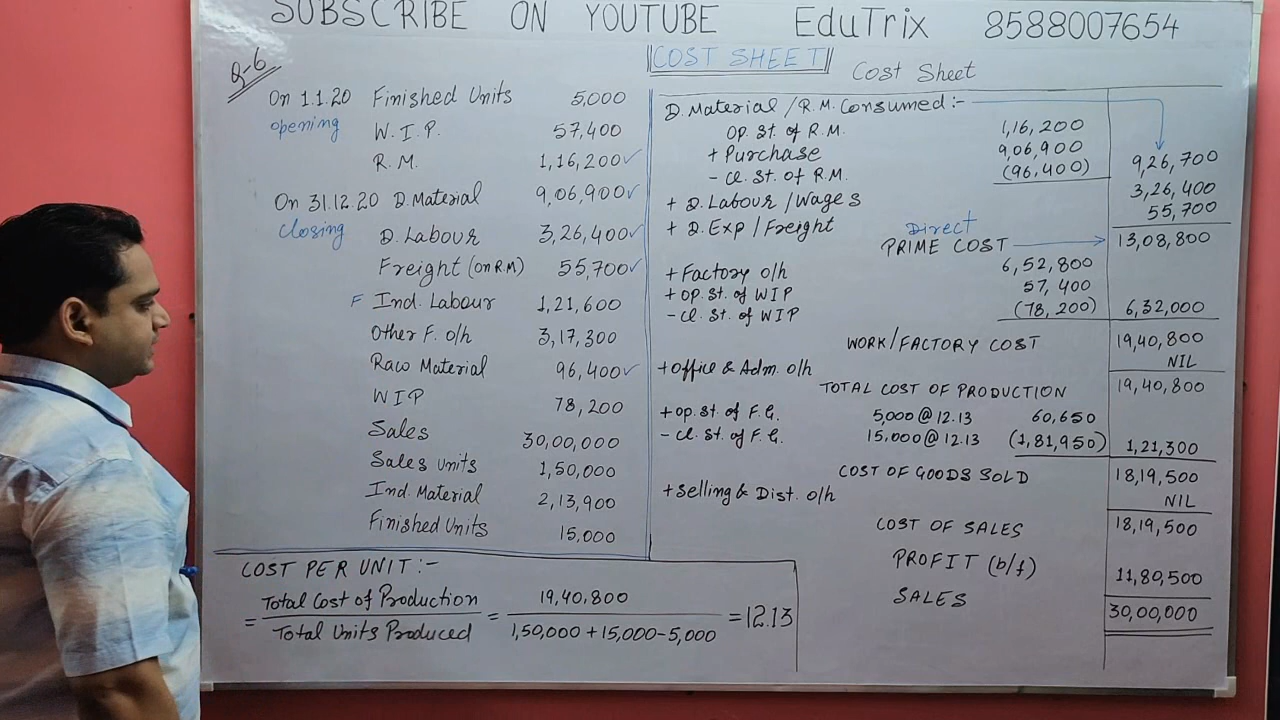 SUBSCRIBE ON YOUTUBE EduTrix 8588007654
Q-6
On 1.1.20 Finished Units 5,000
opening
W.I.P. 57,400
R.M. 1,16,200✓
On 31.12.20 D.Material 9,06,900✓
closing
D. Labour 3,26,400✓
Freight (on RM) 55,700✓
F Ind. Labour 1,21,600
Other F. o/h 3,17,300
Raw Material 96,400✓
WIP 78,200
Sales 30,00,000
Sales units 1,50,000
Ind. Material 2,13,900
Finished Units 15,000
COST PER UNIT:-
= Total Cost of Production / Total Units Produced = 19,40,800 / 1,50,000 + 15,000 - 5,000 = 12.13
COST SHEET
Cost Sheet
D. Material / R.M. Consumed :-
Op. St. of R.M. 1,16,200
+ Purchase 9,06,900
- Cl. St. of R.M. (96,400) 9,26,700
+ D. Labour / Wages 3,26,400
+ D. Exp / Freight 55,700
Direct
PRIME COST 13,08,800
+ Factory o/h 6,52,800
+ OP. St. of WIP 57,400
- Cl. St. of WIP (78,200) 6,32,000
WORK/FACTORY COST 19,40,800
+ Office & Adm. o/h NIL
TOTAL COST OF PRODUCTION 19,40,800
+ op. st. of F.G. 5,000 @ 12.13 60,650
- Cl. St. of F.G. 15,000 @ 12.13 (1,81,950) 1,21,300
COST OF GOODS SOLD 18,19,500
+ Selling & Dist. o/h NIL
COST OF SALES 18,19,500
PROFIT (b/f) 11,80,500
SALES 30,00,000